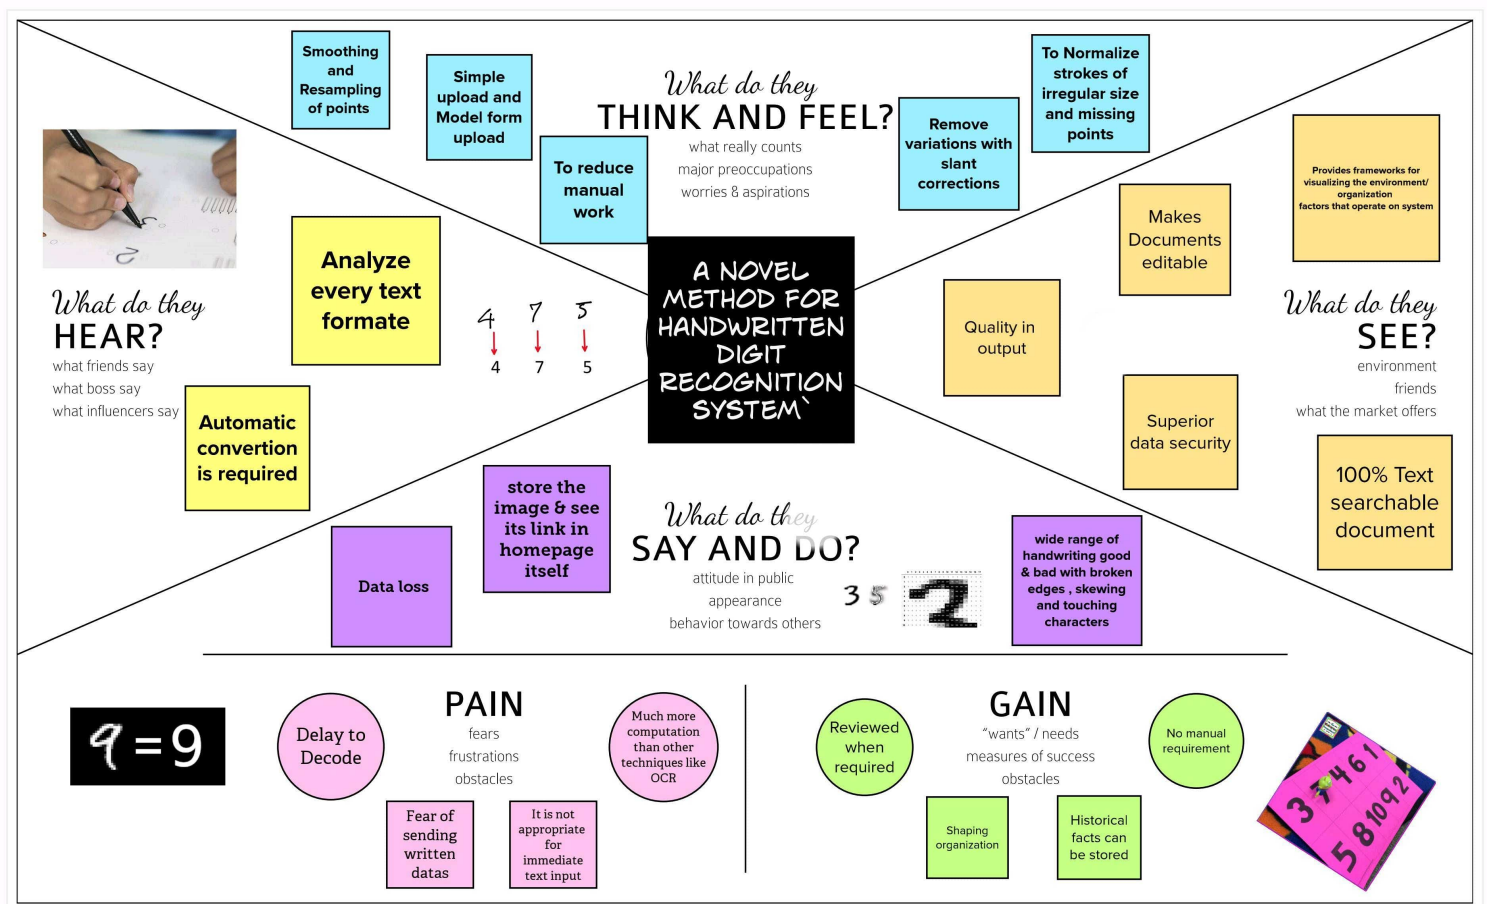 Smoothing
and
Resampling
of points
Simple
upload and
Model form
upload
To reduce
manual
work
What do they
THINK AND FEEL?
what really counts
major preoccupations
worries & aspirations
Remove
variations with
slant
corrections
To Normalize
strokes of
irregular size
and missing
points
What do they
HEAR?
what friends say
what boss say
what influencers say
Analyze
every text
formate
Automatic
convertion
is required
4 7 5
4 7 5
A NOVEL
METHOD FOR
HANDWRITTEN
DIGIT
RECOGNITION
SYSTEM`
Makes
Documents
editable
Provides frameworks for
visualizing the environment/
organization
factors that operate on system
Quality in
output
What do they
SEE?
environment
friends
what the market offers
Superior
data security
100% Text
searchable
document
Data loss
store the
image & see
its link in
homepage
itself
What do they
SAY AND DO?
attitude in public
appearance
behavior towards others
3 5
2
wide range of
handwriting good
& bad with broken
edges , skewing
and touching
characters
9 = 9
Delay to
Decode
PAIN
fears
frustrations
obstacles
Much more
computation
than other
techniques like
OCR
Fear of
sending
written
datas
It is not
appropriate
for
immediate
text input
Reviewed
when
required
GAIN
"wants" / needs
measures of success
obstacles
No manual
requirement
Shaping
organization
Historical
facts can
be stored
3 7 4 6 1
5 8 10 9 2